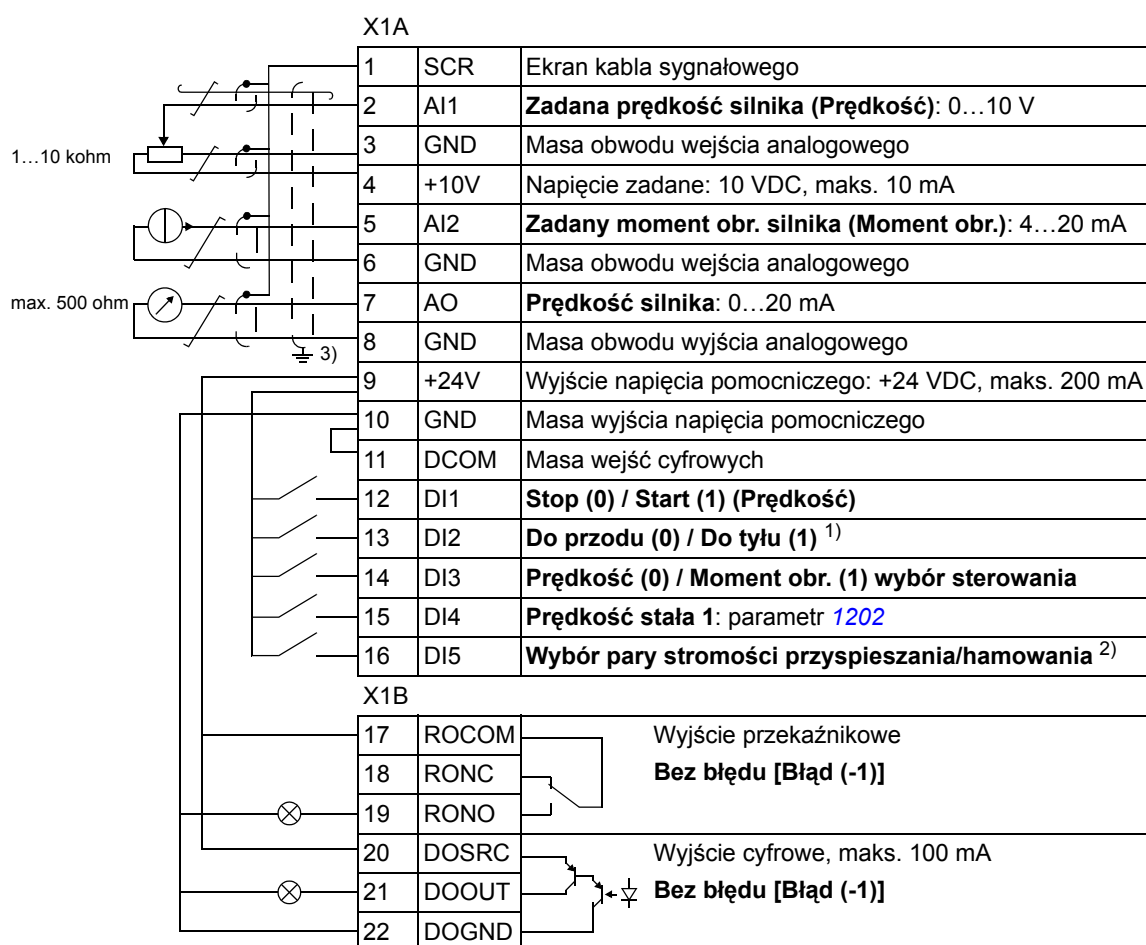 X1A
1 SCR Ekran kabla sygnałowego
2 AI1 Zadana prędkość silnika (Prędkość): 0…10 V
1…10 kohm
3 GND Masa obwodu wejścia analogowego
4 +10V Napięcie zadane: 10 VDC, maks. 10 mA
5 AI2 Zadany moment obr. silnika (Moment obr.): 4…20 mA
6 GND Masa obwodu wejścia analogowego
max. 500 ohm
7 AO Prędkość silnika: 0…20 mA
8 GND Masa obwodu wyjścia analogowego
3)
9 +24V Wyjście napięcia pomocniczego: +24 VDC, maks. 200 mA
10 GND Masa wyjścia napięcia pomocniczego
11 DCOM Masa wejść cyfrowych
12 DI1 Stop (0) / Start (1) (Prędkość)
13 DI2 Do przodu (0) / Do tyłu (1) 1)
14 DI3 Prędkość (0) / Moment obr. (1) wybór sterowania
15 DI4 Prędkość stała 1: parametr 1202
16 DI5 Wybór pary stromości przyspieszania/hamowania 2)
X1B
17 ROCOM Wyjście przekaźnikowe
18 RONC Bez błędu [Błąd (-1)]
19 RONO
20 DOSRC Wyjście cyfrowe, maks. 100 mA
21 DOOUT Bez błędu [Błąd (-1)]
22 DOGND